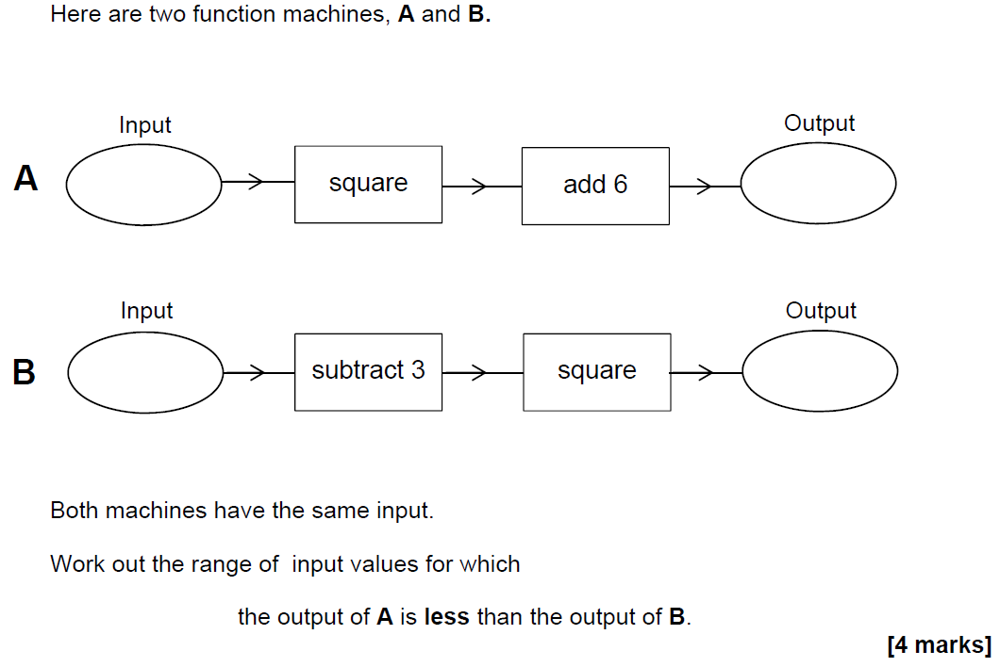 Here are two function machines, A and B.
Input
Output
A
square
add 6
Input
Output
B
subtract 3
square
Both machines have the same input.
Work out the range of input values for which
the output of A is less than the output of B.
[4 marks]